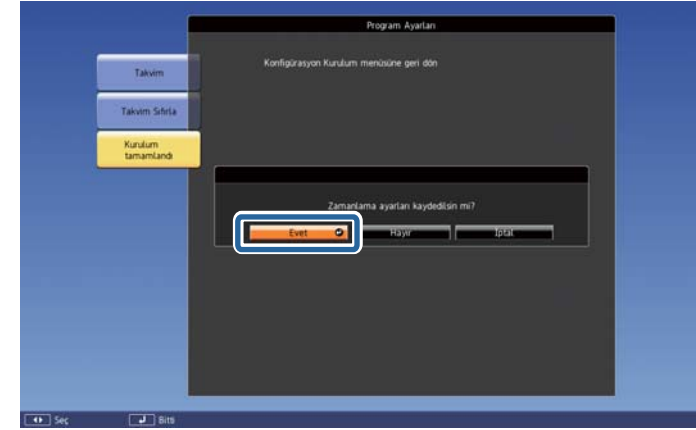 Program Ayarları
Konfigürasyon Kurulum menüsüne geri dön
Takvim
Takvim Sıfırla
Kurulum
tamamlandı
Zamanlama ayarları kaydedilsin mi?
Evet Hayır İptal
Seç Bitti